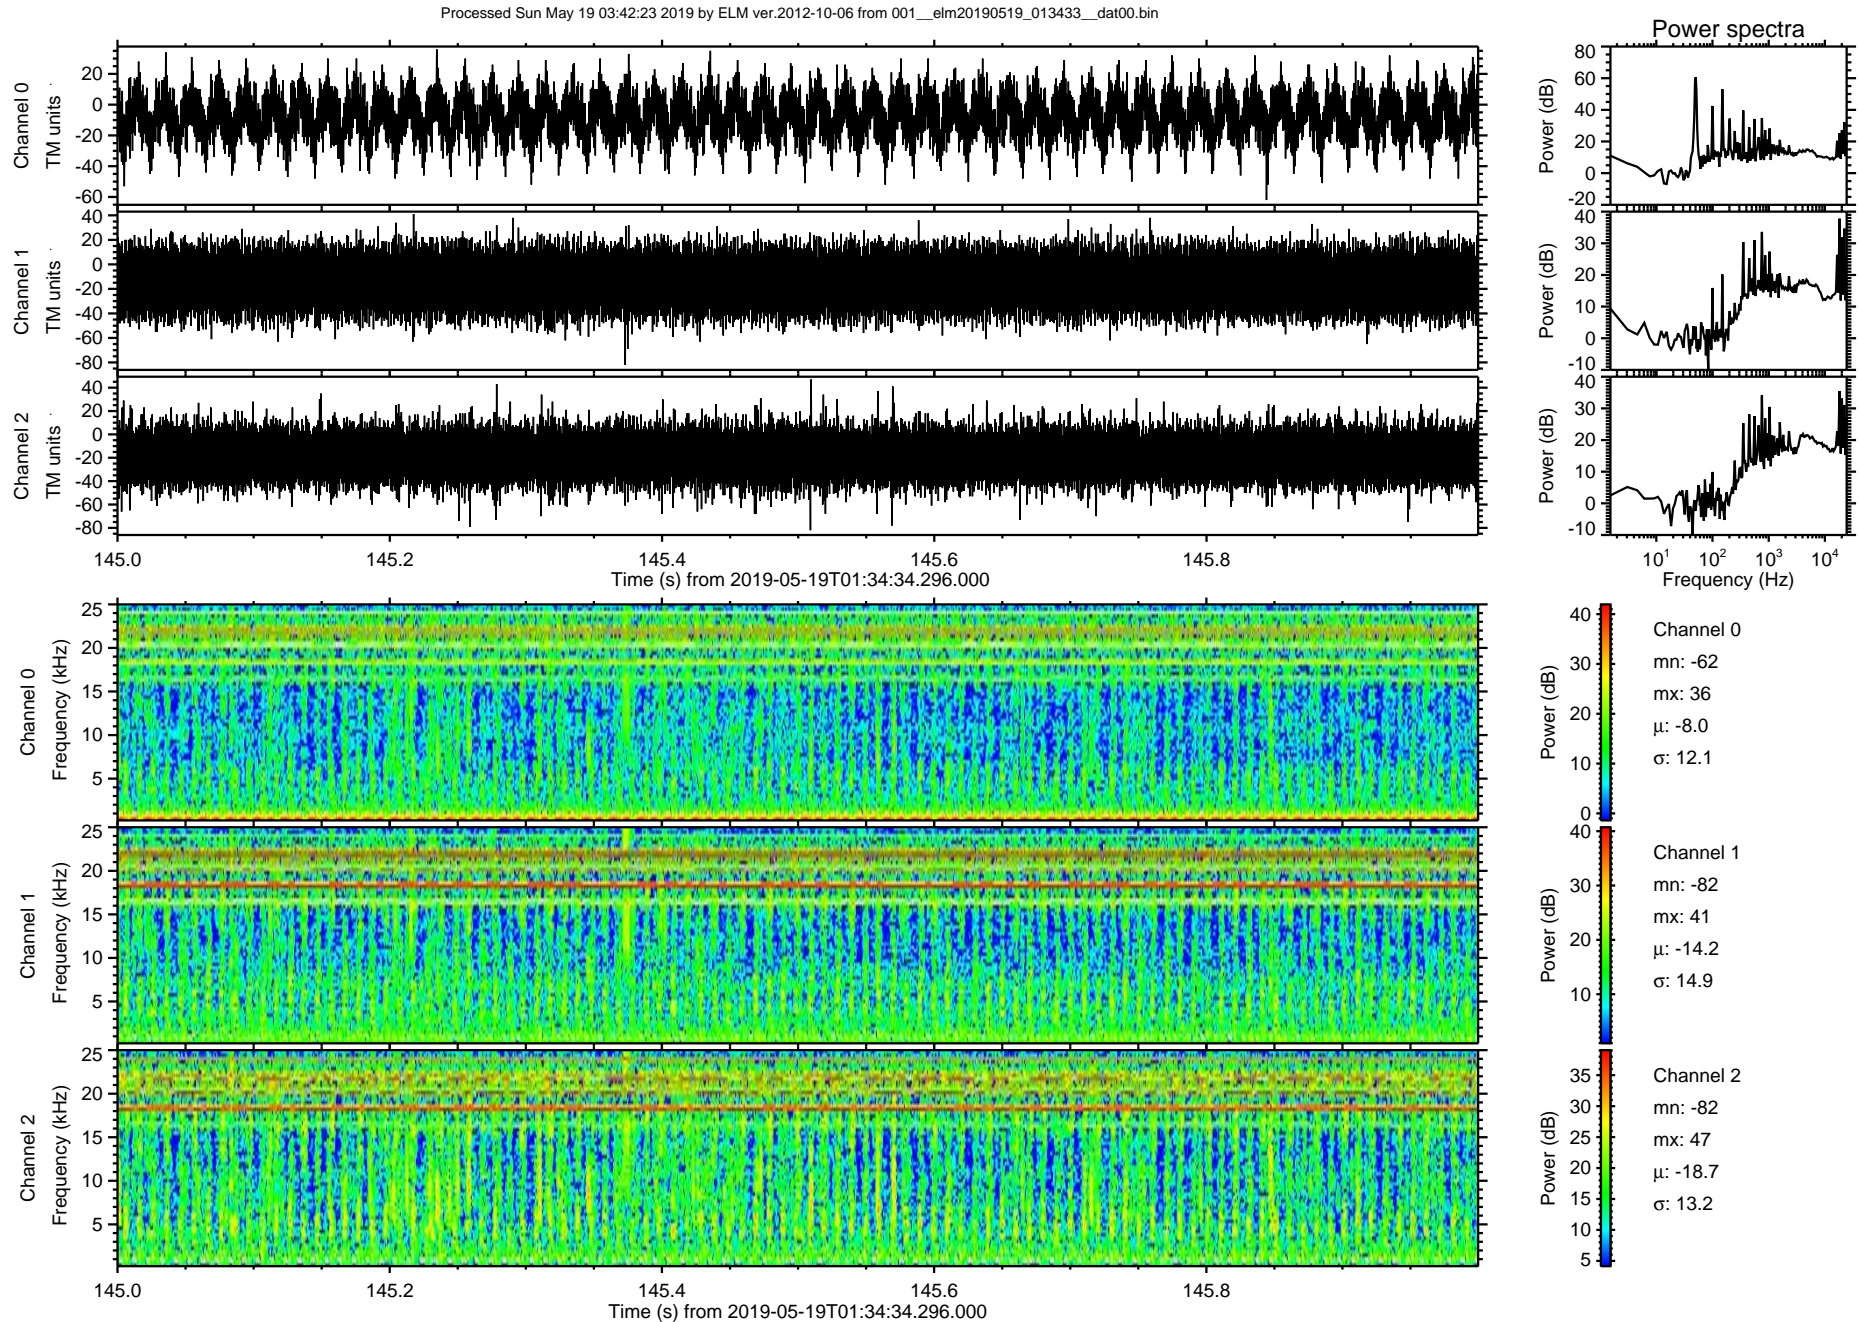 Processed Sun May 19 03:42:23 2019 by ELM ver.2012-10-06 from 001__elm20190519_013433__dat00.bin
Power spectra
Channel 0
TM units
20
0
-20
-40
-60
Power (dB)
80
60
40
20
0
-20
Channel 1
TM units
40
20
0
-20
-40
-60
-80
Power (dB)
40
30
20
10
0
-10
Channel 2
TM units
40
20
0
-20
-40
-60
-80
Power (dB)
40
30
20
10
0
-10
145.0 145.2 145.4 145.6 145.8
Time (s) from 2019-05-19T01:34:34.296.000
10^1 10^2 10^3 10^4
Frequency (Hz)
Channel 0
Frequency (kHz)
25
20
15
10
5
Power (dB)
40
30
20
10
0
Channel 0
mn: -62
mx: 36
µ: -8.0
σ: 12.1
Channel 1
Frequency (kHz)
25
20
15
10
5
Power (dB)
40
30
20
10
Channel 1
mn: -82
mx: 41
µ: -14.2
σ: 14.9
Channel 2
Frequency (kHz)
25
20
15
10
5
Power (dB)
35
30
25
20
15
10
5
Channel 2
mn: -82
mx: 47
µ: -18.7
σ: 13.2
145.0 145.2 145.4 145.6 145.8
Time (s) from 2019-05-19T01:34:34.296.000